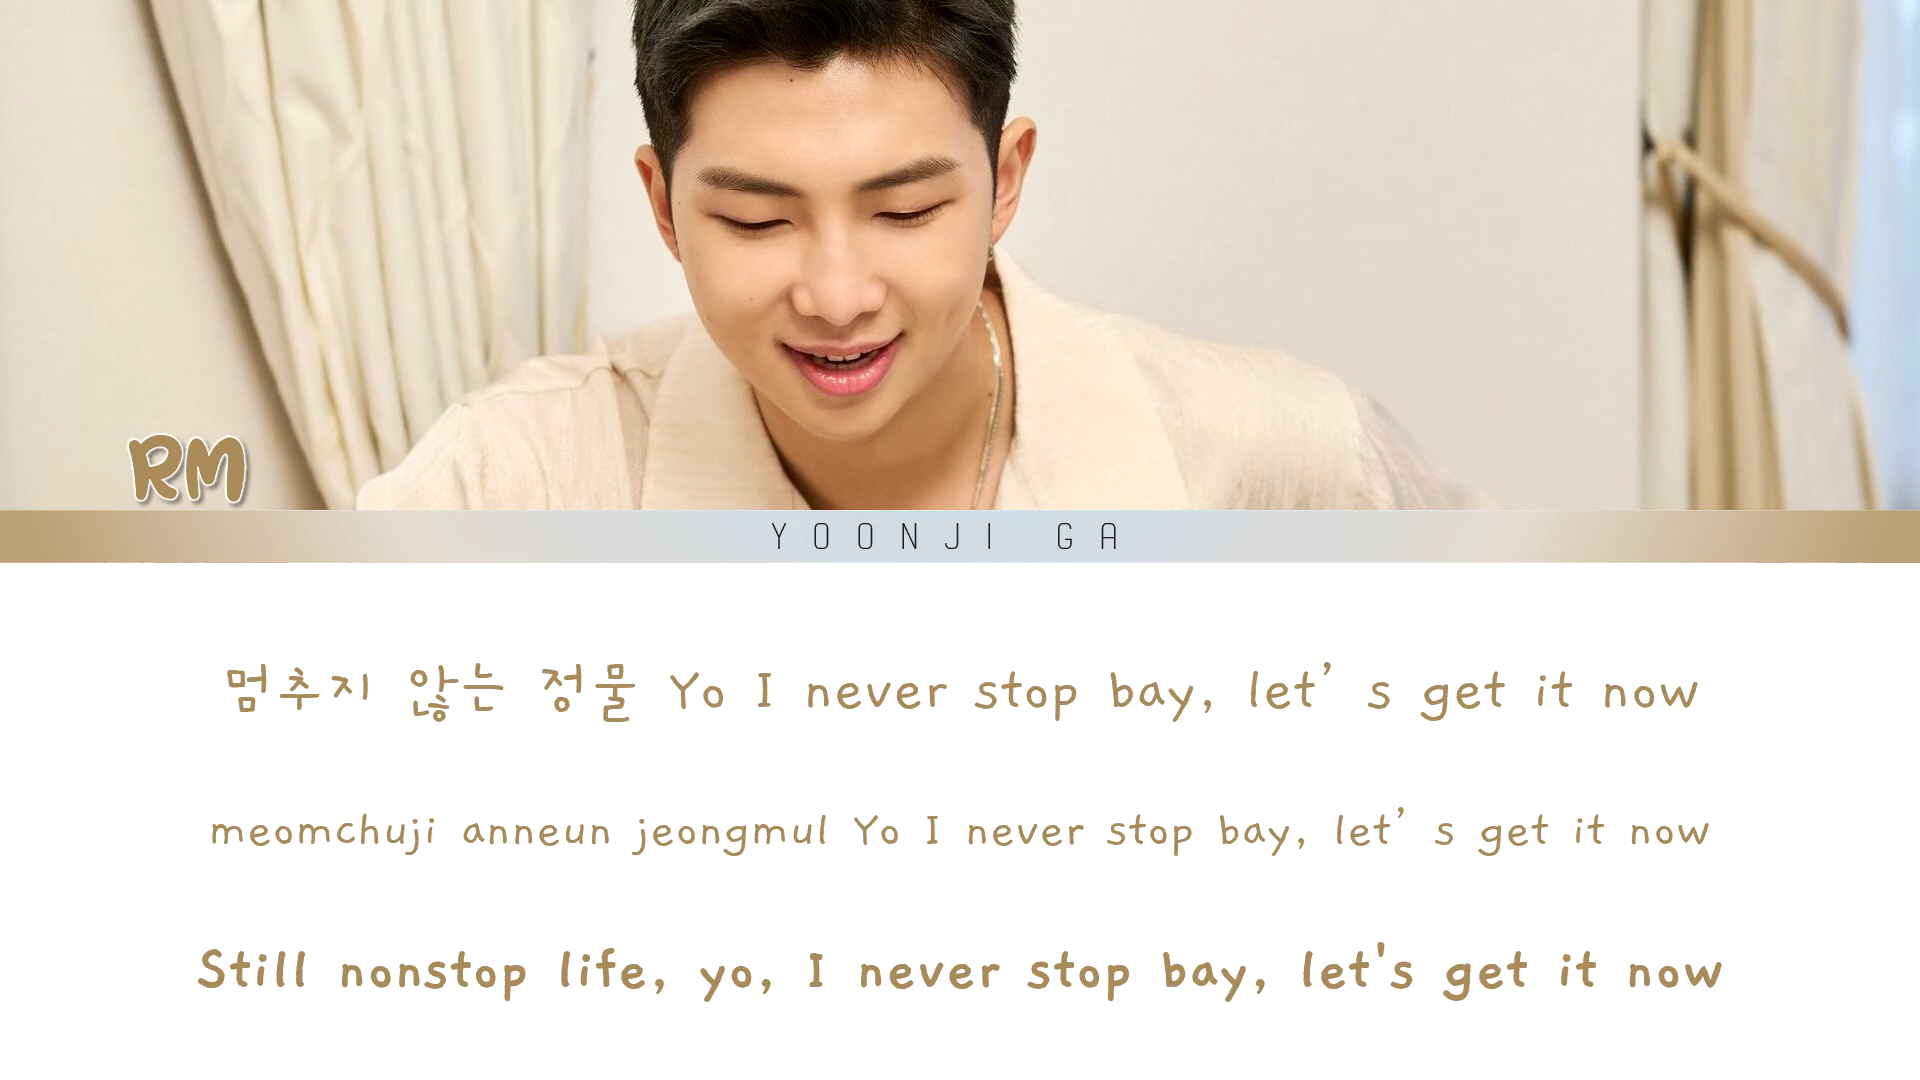 RM
YOONJI GA
멈추지 않는 정물 Yo I never stop bay, let’s get it now
meomchuji anneun jeongmul Yo I never stop bay, let’s get it now
Still nonstop life, yo, I never stop bay, let's get it now